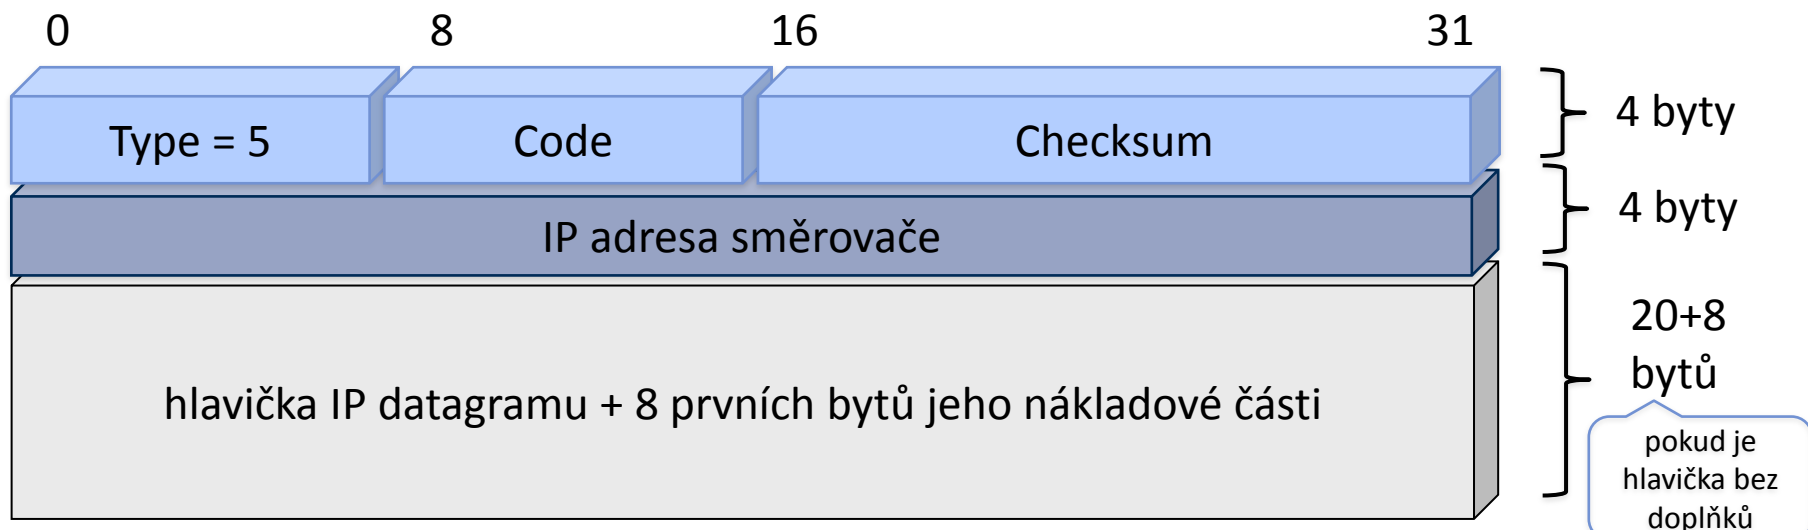 0 8 16 31
Type = 5 Code Checksum
4 byty
IP adresa směrovače
4 byty
hlavička IP datagramu + 8 prvních bytů jeho nákladové části
20+8
bytů
pokud je
hlavička bez
doplňků